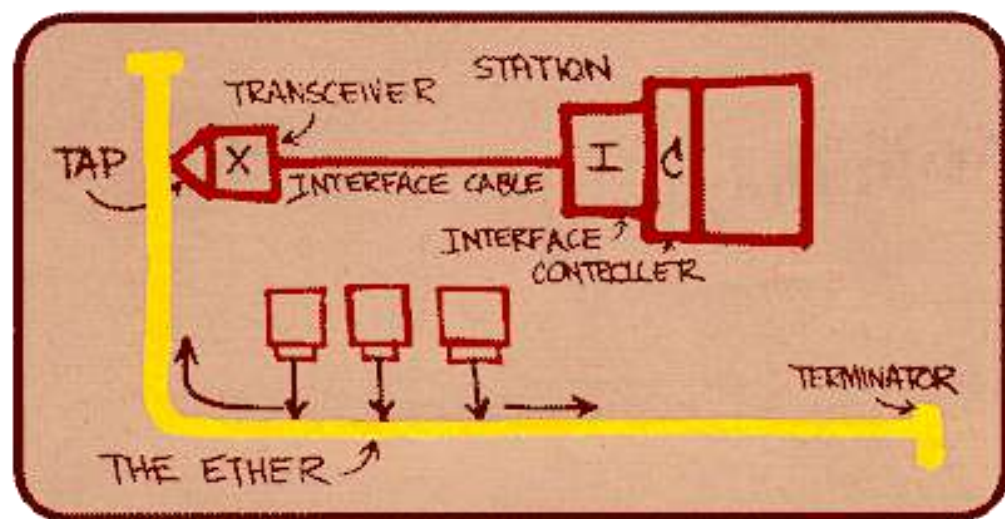 STATION
TRANSCEIVER
TAP
X
I
C
INTERFACE CABLE
INTERFACE
CONTROLLER
TERMINATOR
THE ETHER